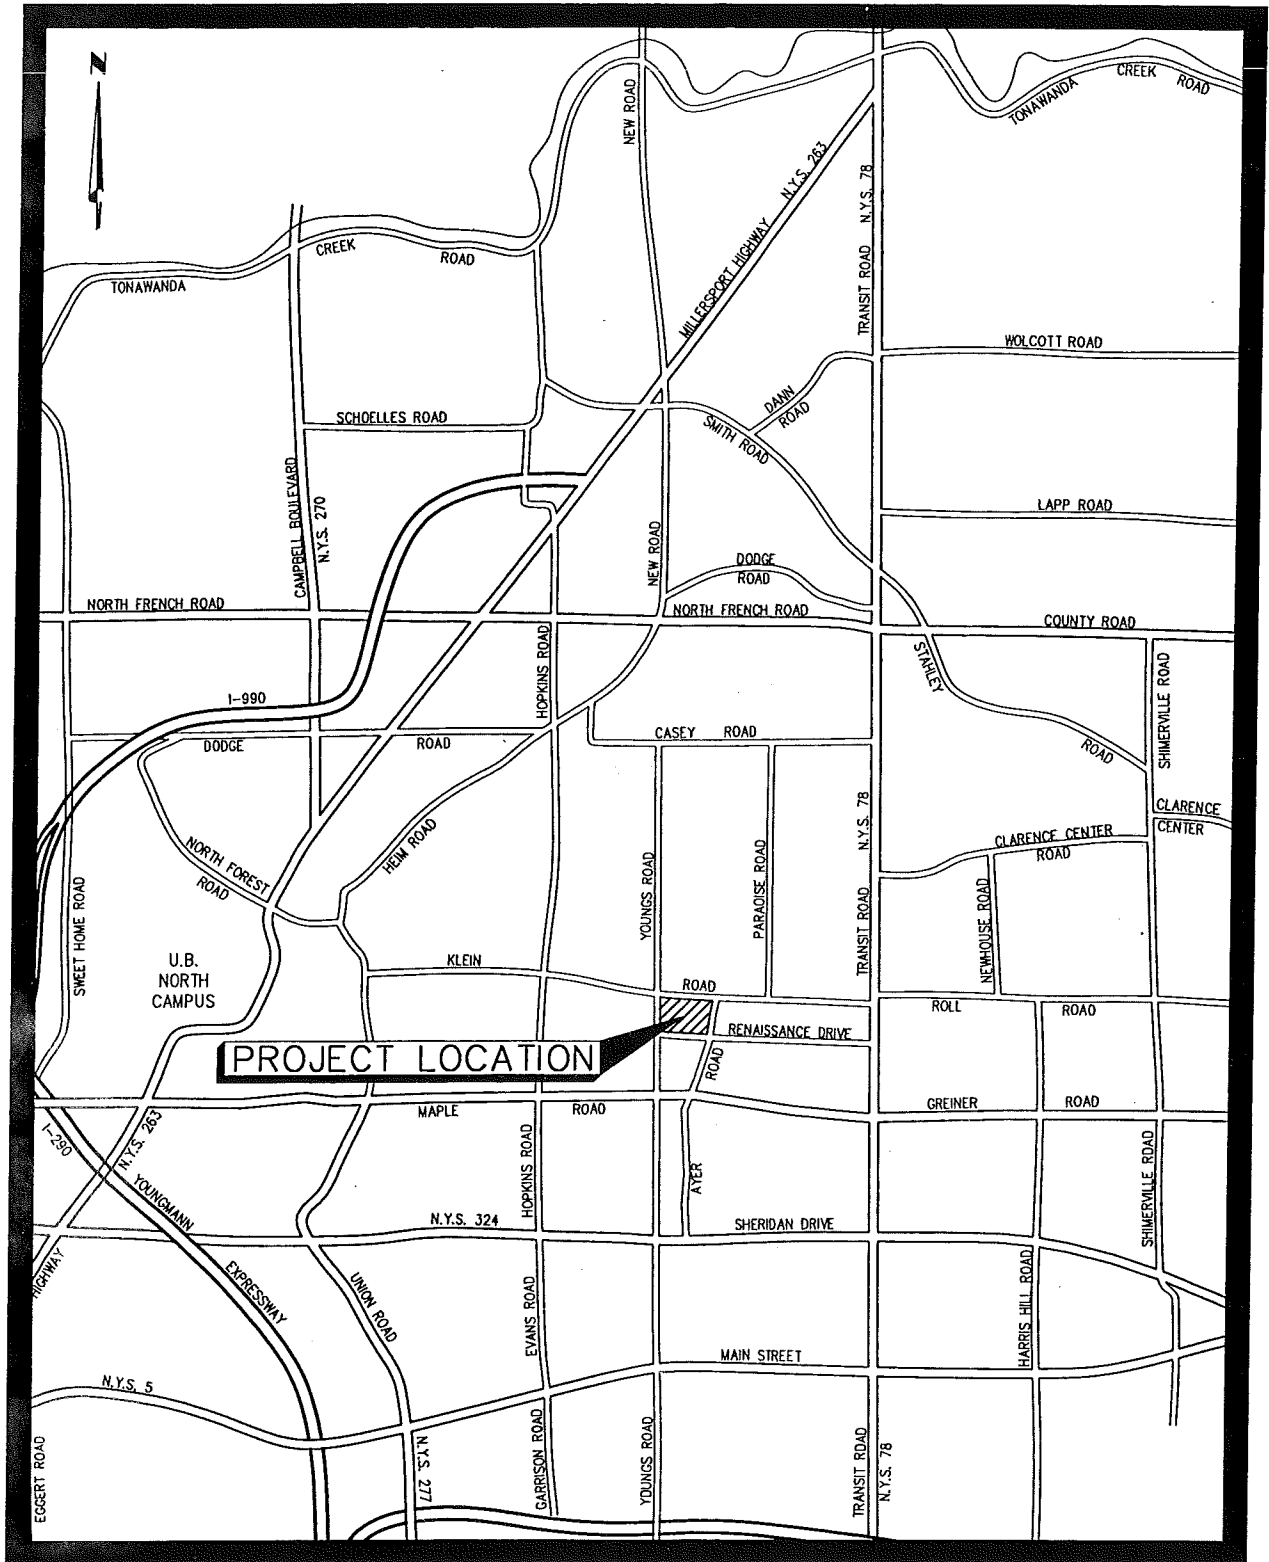 N
CREEK ROAD
TONAWANDA
NEW ROAD
N.Y.S. 263
MILLERSPORT HIGHWAY
N.Y.S. 78
TRANSIT ROAD
CREEK
ROAD
TONAWANDA
WOLCOTT ROAD
DANN
ROAD
SMITH ROAD
SCHOELLES ROAD
CAMPBELL BOULEVARD
N.Y.S. 270
LAPP ROAD
NEW ROAD
DODGE
ROAD
NORTH FRENCH ROAD
NORTH FRENCH ROAD
COUNTY ROAD
HOPKINS ROAD
STAHLEY
ROAD
SHIMERVILLE ROAD
I-990
DODGE
ROAD
CASEY ROAD
CLARENCE
CENTER
CLARENCE CENTER
ROAD
HEIM ROAD
NORTH FOREST
ROAD
YOUNGS ROAD
PARADISE ROAD
N.Y.S. 78
TRANSIT ROAD
NEWHOUSE ROAD
SWEET HOME ROAD
U.B.
NORTH
CAMPUS
KLEIN
ROAD
ROLL
ROAD
RENAISSANCE DRIVE
PROJECT LOCATION
ROAD
MAPLE
ROAD
GREINER
ROAD
I-290
N.Y.S. 263
YOUNGMANN
HOPKINS ROAD
AYER
SHIMERVILLE ROAD
N.Y.S. 324
SHERIDAN DRIVE
HIGHWAY
EXPRESSWAY
UNION ROAD
EVANS ROAD
HARRIS HILL ROAD
MAIN STREET
N.Y.S. 5
EGGERT ROAD
N.Y.S. 277
GARRISON ROAD
YOUNGS ROAD
TRANSIT ROAD
N.Y.S. 78